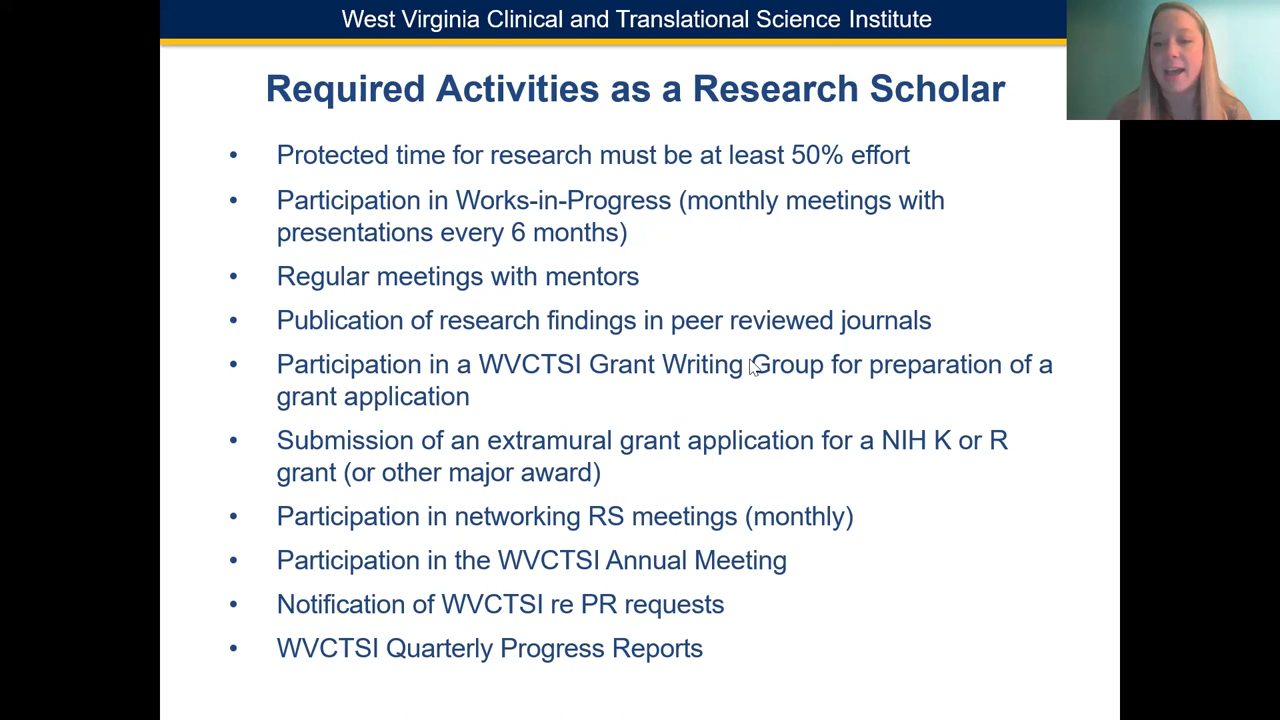 West Virginia Clinical and Translational Science Institute
Required Activities as a Research Scholar
• Protected time for research must be at least 50% effort
• Participation in Works-in-Progress (monthly meetings with
presentations every 6 months)
• Regular meetings with mentors
• Publication of research findings in peer reviewed journals
• Participation in a WVCTSI Grant Writing Group for preparation of a
grant application
• Submission of an extramural grant application for a NIH K or R
grant (or other major award)
• Participation in networking RS meetings (monthly)
• Participation in the WVCTSI Annual Meeting
• Notification of WVCTSI re PR requests
• WVCTSI Quarterly Progress Reports